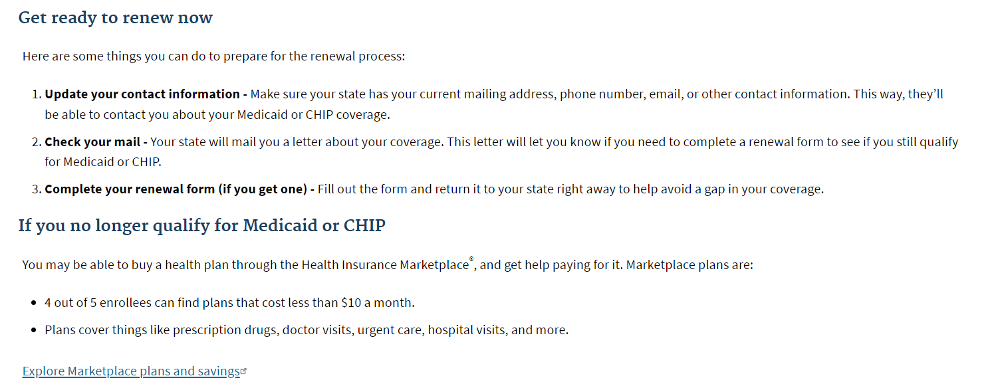 Get ready to renew now
Here are some things you can do to prepare for the renewal process:
1. Update your contact information - Make sure your state has your current mailing address, phone number, email, or other contact information. This way, they’ll
be able to contact you about your Medicaid or CHIP coverage.
2. Check your mail - Your state will mail you a letter about your coverage. This letter will let you know if you need to complete a renewal form to see if you still qualify
for Medicaid or CHIP.
3. Complete your renewal form (if you get one) - Fill out the form and return it to your state right away to help avoid a gap in your coverage.
If you no longer qualify for Medicaid or CHIP
You may be able to buy a health plan through the Health Insurance Marketplace®, and get help paying for it. Marketplace plans are:
• 4 out of 5 enrollees can find plans that cost less than $10 a month.
• Plans cover things like prescription drugs, doctor visits, urgent care, hospital visits, and more.
Explore Marketplace plans and savings